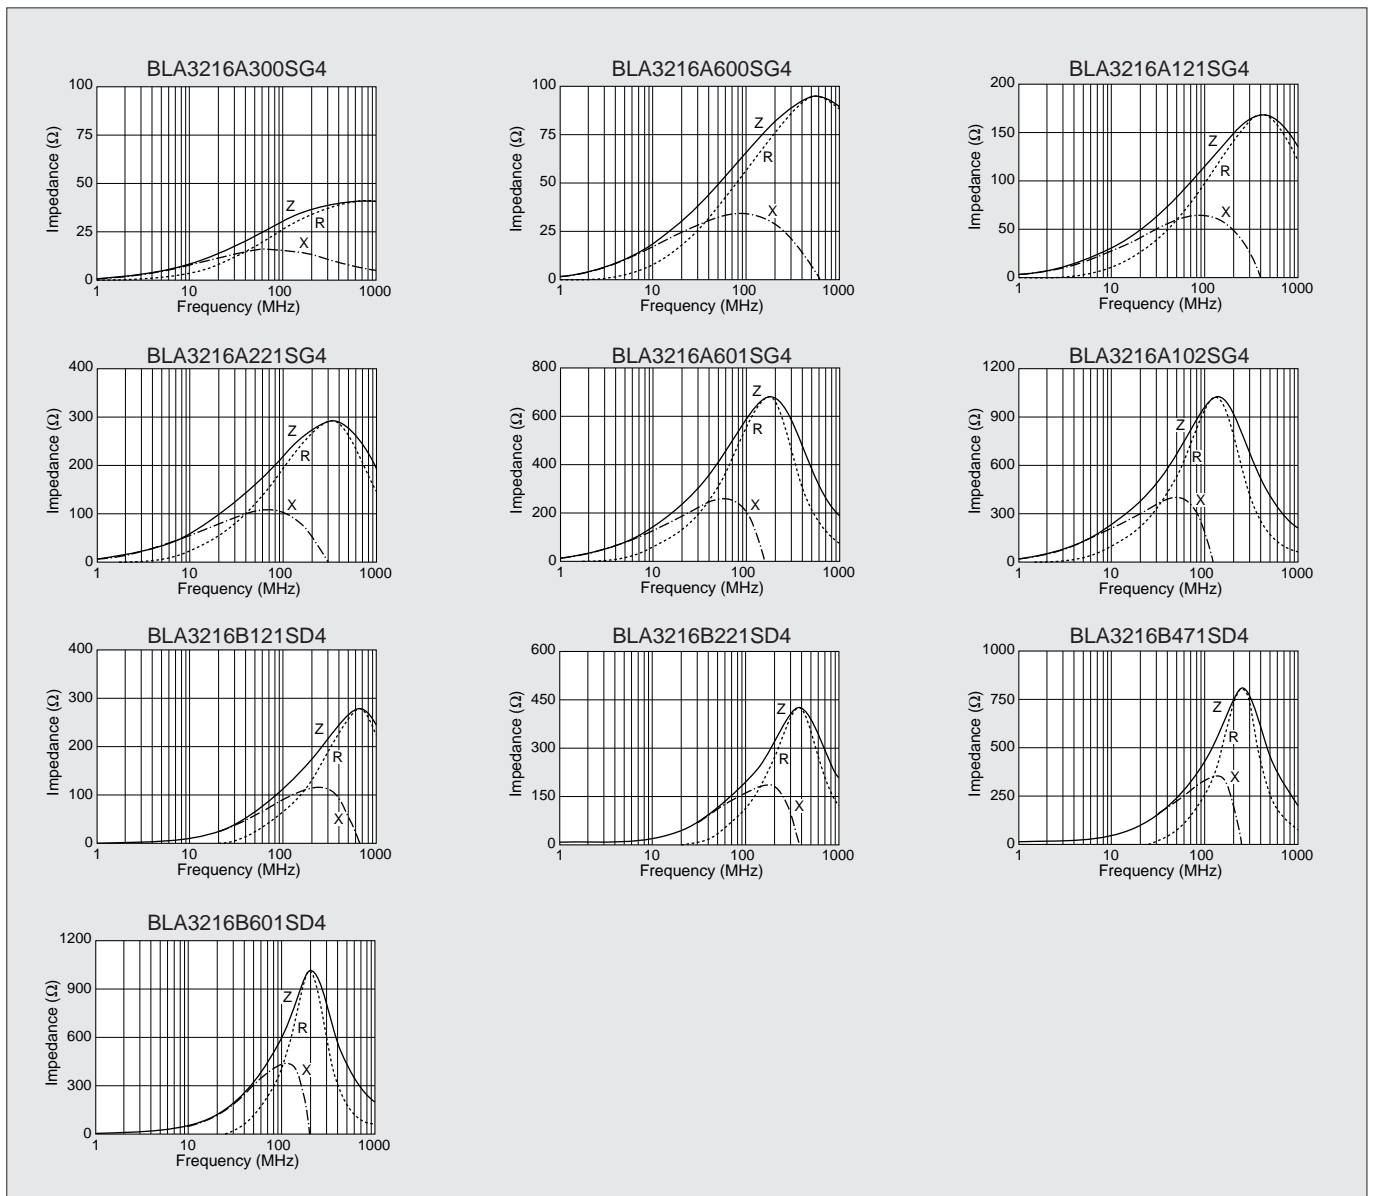 BLA3216A300SG4
100
75
50
25
0
Impedance (Ω)
Z
R
X
1 10 100 1000
Frequency (MHz)
BLA3216A600SG4
100
75
50
25
0
Impedance (Ω)
Z
R
X
1 10 100 1000
Frequency (MHz)
BLA3216A121SG4
200
150
100
50
0
Impedance (Ω)
Z
R
X
1 10 100 1000
Frequency (MHz)
BLA3216A221SG4
400
300
200
100
0
Impedance (Ω)
Z
R
X
1 10 100 1000
Frequency (MHz)
BLA3216A601SG4
800
600
400
200
0
Impedance (Ω)
Z
R
X
1 10 100 1000
Frequency (MHz)
BLA3216A102SG4
1200
900
600
300
0
Impedance (Ω)
Z
R
X
1 10 100 1000
Frequency (MHz)
BLA3216B121SD4
400
300
200
100
0
Impedance (Ω)
Z
R
X
1 10 100 1000
Frequency (MHz)
BLA3216B221SD4
600
450
300
150
0
Impedance (Ω)
Z
R
X
1 10 100 1000
Frequency (MHz)
BLA3216B471SD4
1000
750
500
250
0
Impedance (Ω)
Z
R
X
1 10 100 1000
Frequency (MHz)
BLA3216B601SD4
1200
900
600
300
0
Impedance (Ω)
Z
R
X
1 10 100 1000
Frequency (MHz)